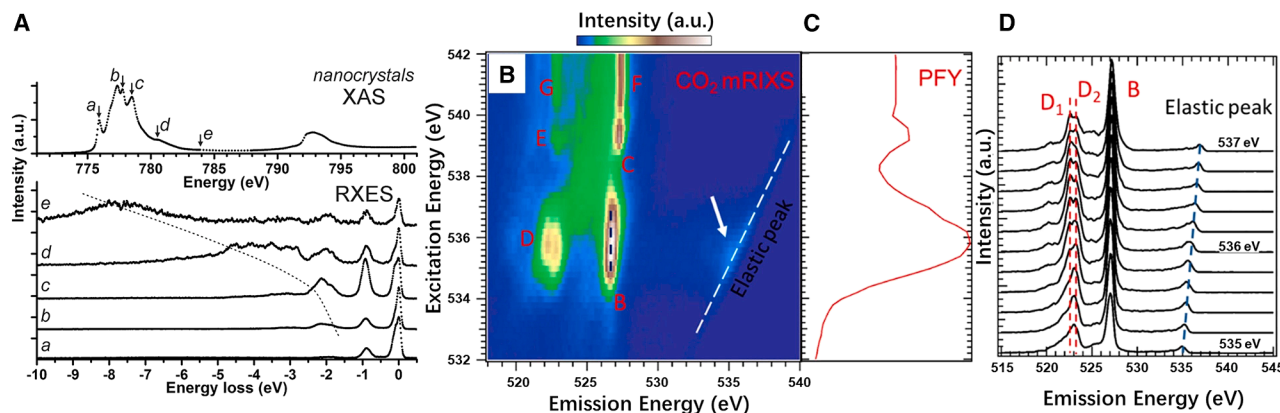 A
nanocrystals
XAS
a
b
c
d
e
775 780 785 790 795 800
Energy (eV)
Intensity (a.u.)
RXES
e
d
c
b
a
-10 -9 -8 -7 -6 -5 -4 -3 -2 -1 0
Energy loss (eV)
Intensity (a.u.)
B
CO2 mRIXS
G
F
E
C
D
B
Elastic peak
542
540
538
536
534
532
Excitation Energy (eV)
520 525 530 535 540
Emission Energy (eV)
C
PFY
D
D1 D2 B
Elastic peak
537 eV
536 eV
535 eV
Intensity (a.u.)
515 520 525 530 535 540 545
Emission Energy (eV)